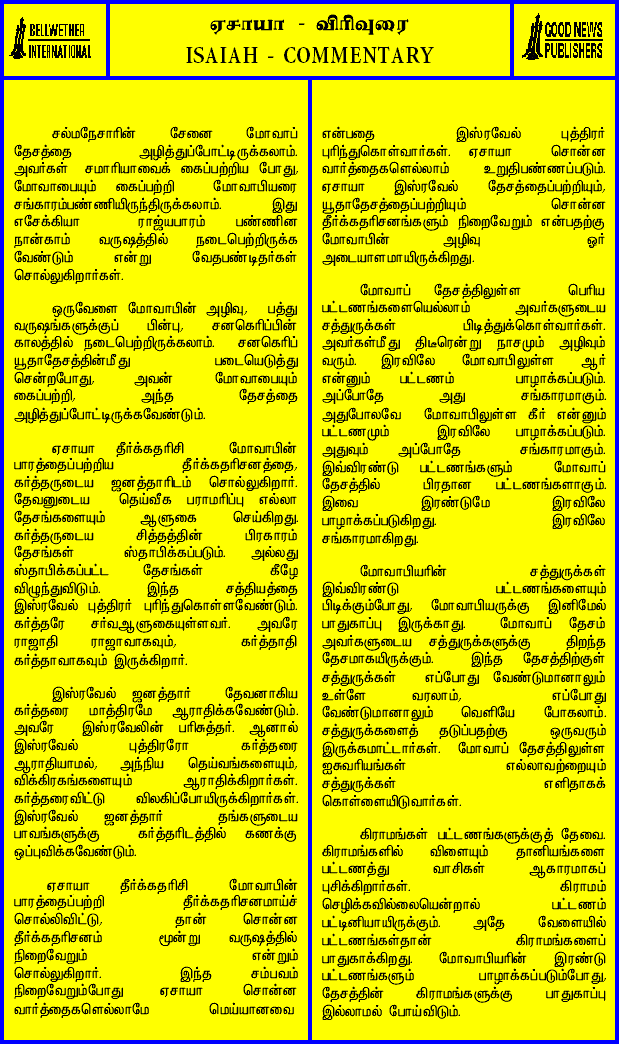 BELLWETHER
INTERNATIONAL
ஏசாயா - விரிவுரை
ISAIAH - COMMENTARY
GOOD NEWS
PUBLISHERS
சல்மனேசாரின் சேனை மோவாப்
தேசத்தை அழித்துப்போட்டிருக்கலாம்.
அவர்கள் சமாரியாவைக் கைப்பற்றிய போது,
மோவாபையும் கைப்பற்றி மோவாபியரை
சங்காரம்பண்ணியிருந்திருக்கலாம். இது
எசேக்கியா ராஜ்யபாரம் பண்ணின
நான்காம் வருஷத்தில் நடைபெற்றிருக்க
வேண்டும் என்று வேதபண்டிதர்கள்
சொல்லுகிறார்கள்.
ஒருவேளை மோவாபின் அழிவு, பத்து
வருஷங்களுக்குப் பின்பு, சனகெரிப்பின்
காலத்தில் நடைபெற்றிருக்கலாம். சனகெரிப்
யூதாதேசத்தின்மீது படையெடுத்து
சென்றபோது, அவன் மோவாபையும்
கைப்பற்றி, அந்த தேசத்தை
அழித்துப்போட்டிருக்கவேண்டும்.
ஏசாயா தீர்க்கதரிசி மோவாபின்
பாரத்தைப்பற்றிய தீர்க்கதரிசனத்தை,
கர்த்தருடைய ஜனத்தாரிடம் சொல்லுகிறார்.
தேவனுடைய தெய்வீக பராமரிப்பு எல்லா
தேசங்களையும் ஆளுகை செய்கிறது.
கர்த்தருடைய சித்தத்தின் பிரகாரம்
தேசங்கள் ஸ்தாபிக்கப்படும். அல்லது
ஸ்தாபிக்கப்பட்ட தேசங்கள் கீழே
விழுந்துவிடும். இந்த சத்தியத்தை
இஸ்ரவேல் புத்திரர் புரிந்துகொள்ளவேண்டும்.
கர்த்தரே சர்வஆளுகையுள்ளவர். அவரே
ராஜாதி ராஜாவாகவும், கர்த்தாதி
கர்த்தாவாகவும் இருக்கிறார்.
இஸ்ரவேல் ஜனத்தார் தேவனாகிய
கர்த்தரை மாத்திரமே ஆராதிக்கவேண்டும்.
அவரே இஸ்ரவேலின் பரிசுத்தர். ஆனால்
இஸ்ரவேல் புத்திரரோ கர்த்தரை
ஆராதியாமல், அந்நிய தெய்வங்களையும்,
விக்கிரகங்களையும் ஆராதிக்கிறார்கள்.
கர்த்தரைவிட்டு விலகிப்போயிருக்கிறார்கள்.
இஸ்ரவேல் ஜனத்தார் தங்களுடைய
பாவங்களுக்கு கர்த்தரிடத்தில் கணக்கு
ஒப்புவிக்கவேண்டும்.
ஏசாயா தீர்க்கதரிசி மோவாபின்
பாரத்தைப்பற்றி தீர்க்கதரிசனமாய்ச்
சொல்லிவிட்டு, தான் சொன்ன
தீர்க்கதரிசனம் மூன்று வருஷத்தில்
நிறைவேறும் என்றும்
சொல்லுகிறார். இந்த சம்பவம்
நிறைவேறும்போது ஏசாயா சொன்ன
வார்த்தைகளெல்லாமே மெய்யானவை
என்பதை இஸ்ரவேல் புத்திரர்
புரிந்துகொள்வார்கள். ஏசாயா சொன்ன
வார்த்தைகளெல்லாம் உறுதிபண்ணப்படும்.
ஏசாயா இஸ்ரவேல் தேசத்தைப்பற்றியும்,
யூதாதேசத்தைப்பற்றியும் சொன்ன
தீர்க்கதரிசனங்களும் நிறைவேறும் என்பதற்கு
மோவாபின் அழிவு ஓர்
அடையாளமாயிருக்கிறது.
மோவாப் தேசத்திலுள்ள பெரிய
பட்டணங்களையெல்லாம் அவர்களுடைய
சத்துருக்கள் பிடித்துக்கொள்வார்கள்.
அவர்கள்மீது திடீரென்று நாசமும் அழிவும்
வரும். இரவிலே மோவாபிலுள்ள ஆர்
என்னும் பட்டணம் பாழாக்கப்படும்.
அப்போதே அது சங்காரமாகும்.
அதுபோலவே மோவாபிலுள்ள கீர் என்னும்
பட்டணமும் இரவிலே பாழாக்கப்படும்.
அதுவும் அப்போதே சங்காரமாகும்.
இவ்விரண்டு பட்டணங்களும் மோவாப்
தேசத்தில் பிரதான பட்டணங்களாகும்.
இவை இரண்டுமே இரவிலே
பாழாக்கப்படுகிறது. இரவிலே
சங்காரமாகிறது.
மோவாபியரின் சத்துருக்கள்
இவ்விரண்டு பட்டணங்களையும்
பிடிக்கும்போது, மோவாபியருக்கு இனிமேல்
பாதுகாப்பு இருக்காது. மோவாப் தேசம்
அவர்களுடைய சத்துருக்களுக்கு திறந்த
தேசமாகயிருக்கும். இந்த தேசத்திற்குள்
சத்துருக்கள் எப்போது வேண்டுமானாலும்
உள்ளே வரலாம், எப்போது
வேண்டுமானாலும் வெளியே போகலாம்.
சத்துருக்களைத் தடுப்பதற்கு ஒருவரும்
இருக்கமாட்டார்கள். மோவாப் தேசத்திலுள்ள
ஐசுவரியங்கள் எல்லாவற்றையும்
சத்துருக்கள் எளிதாகக்
கொள்ளையிடுவார்கள்.
கிராமங்கள் பட்டணங்களுக்குத் தேவை.
கிராமங்களில் விளையும் தானியங்களை
பட்டணத்து வாசிகள் ஆகாரமாகப்
புசிக்கிறார்கள். கிராமம்
செழிக்கவில்லையென்றால் பட்டணம்
பட்டினியாயிருக்கும். அதே வேளையில்
பட்டணங்கள்தான் கிராமங்களைப்
பாதுகாக்கிறது. மோவாபியரின் இரண்டு
பட்டணங்களும் பாழாக்கப்படும்போது,
தேசத்தின் கிராமங்களுக்கு பாதுகாப்பு
இல்லாமல் போய்விடும்.